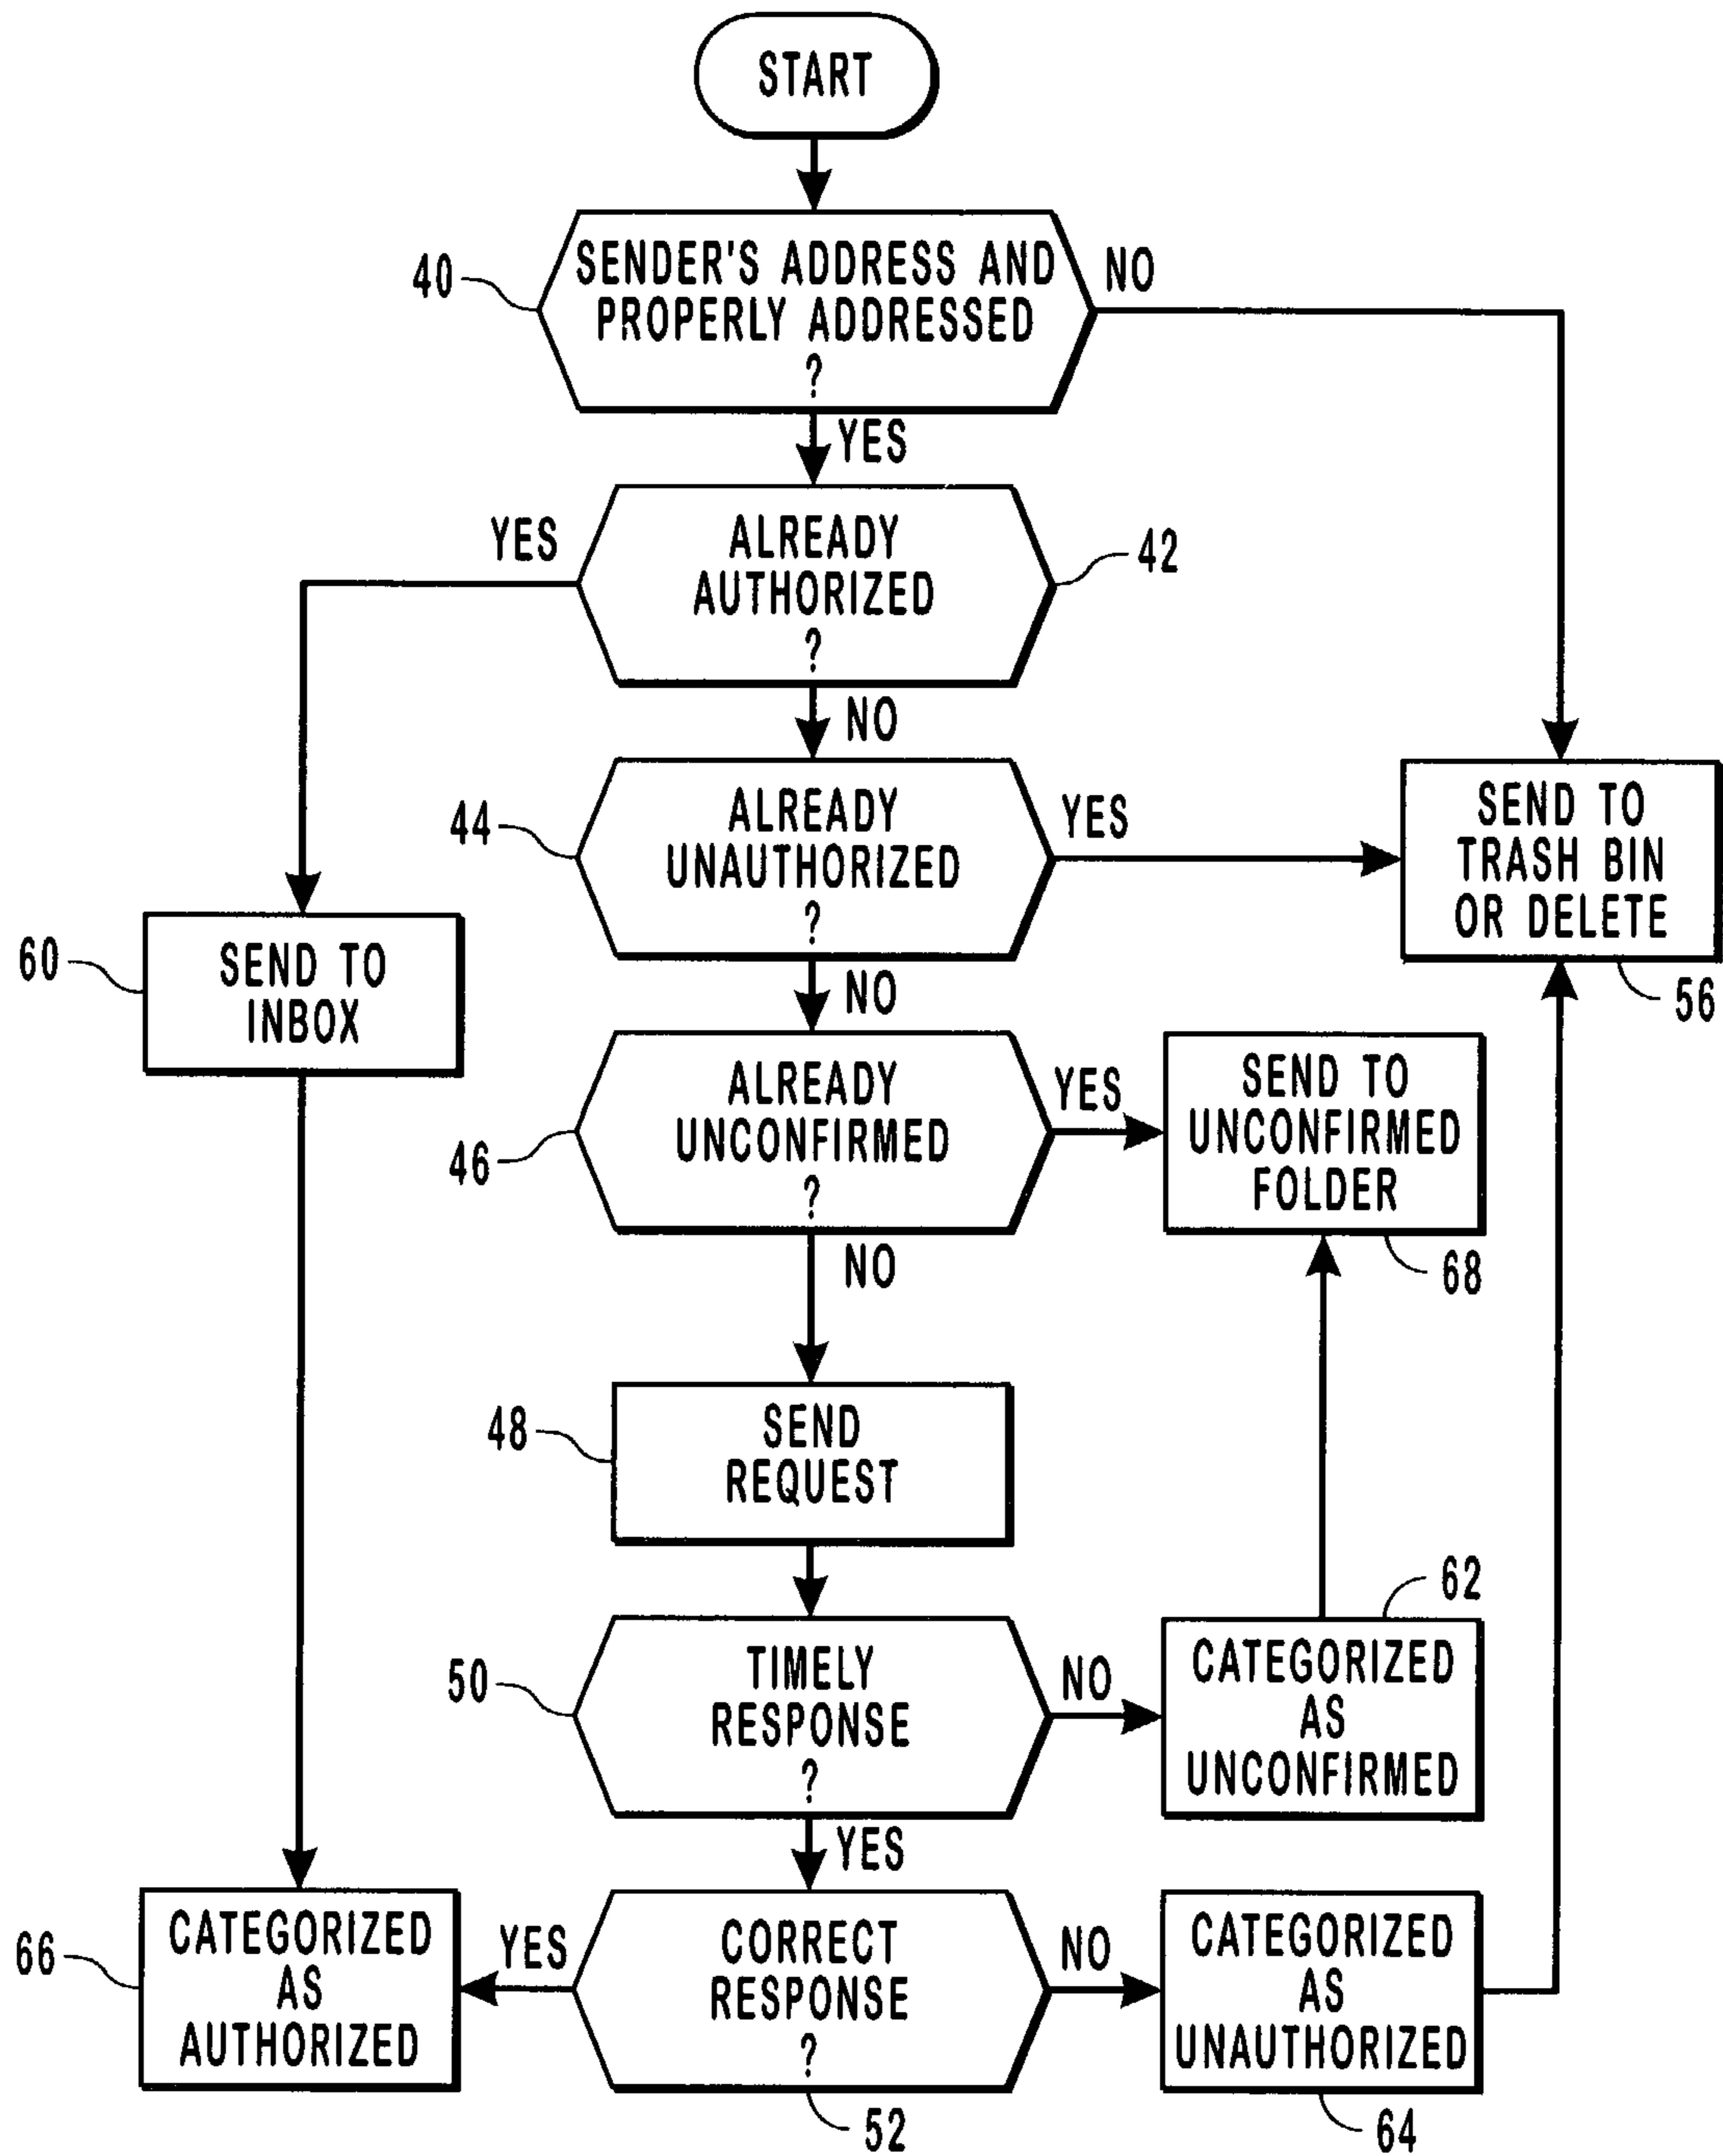 START
40
SENDER'S ADDRESS AND
PROPERLY ADDRESSED
?
NO
YES
YES
ALREADY
AUTHORIZED
?
42
NO
44
ALREADY
UNAUTHORIZED
?
YES
SEND TO
TRASH BIN
OR DELETE
56
60
SEND TO
INBOX
NO
46
ALREADY
UNCONFIRMED
?
YES
SEND TO
UNCONFIRMED
FOLDER
68
NO
48
SEND
REQUEST
50
TIMELY
RESPONSE
?
NO
62
CATEGORIZED
AS
UNCONFIRMED
YES
66
CATEGORIZED
AS
AUTHORIZED
YES
CORRECT
RESPONSE
?
52
NO
CATEGORIZED
AS
UNAUTHORIZED
64